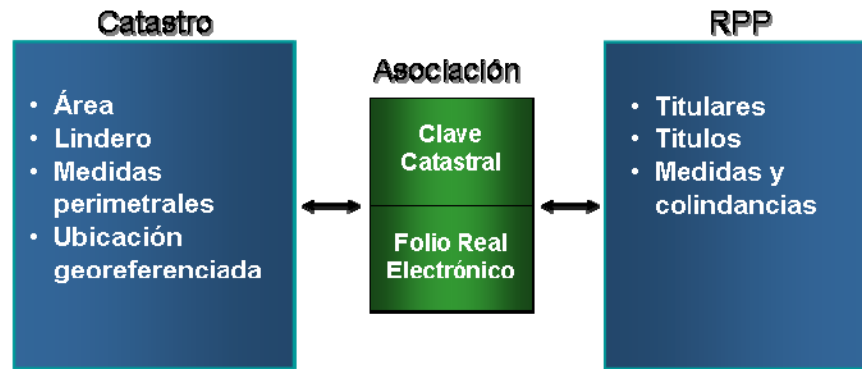 Catastro
• Área
• Lindero
• Medidas
perimetrales
• Ubicación
georeferenciada
Asociación
Clave
Catastral
Folio Real
Electrónico
RPP
• Titulares
• Titulos
• Medidas y
colindancias